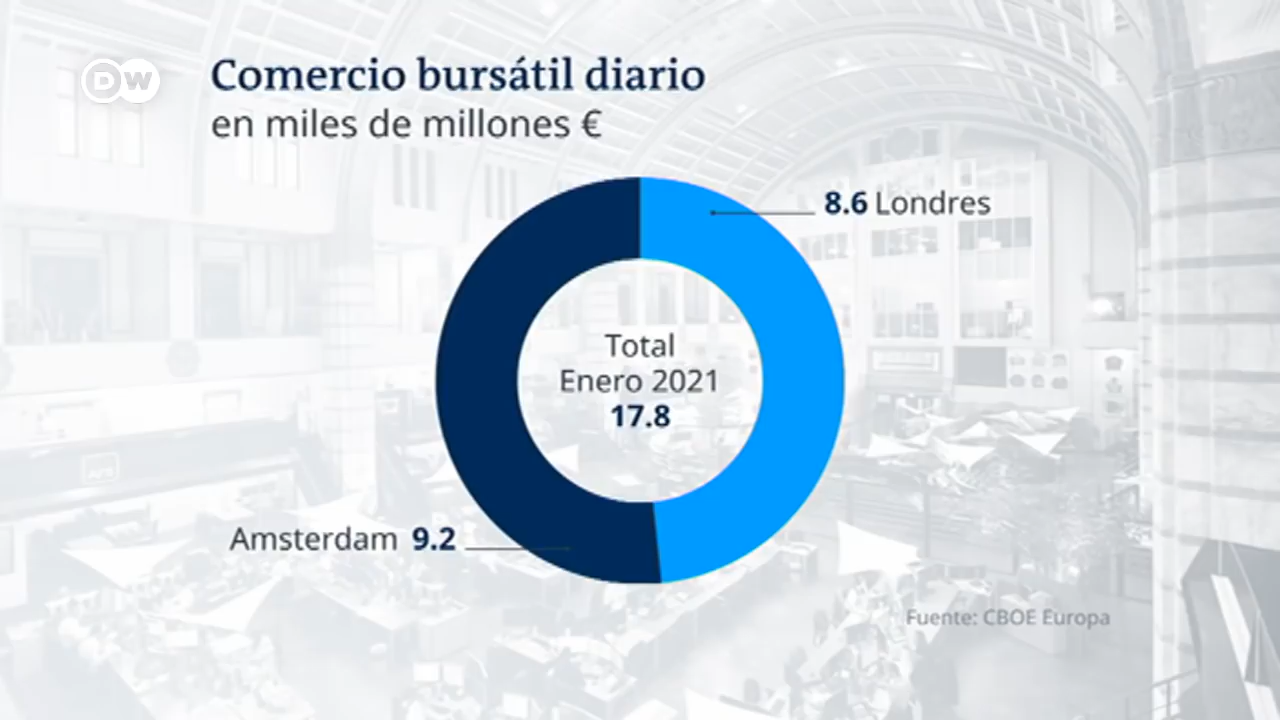 DW
Comercio bursátil diario
en miles de millones €
8.6 Londres
Total
Enero 2021
17.8
Amsterdam 9.2
Fuente: CBOE Europa